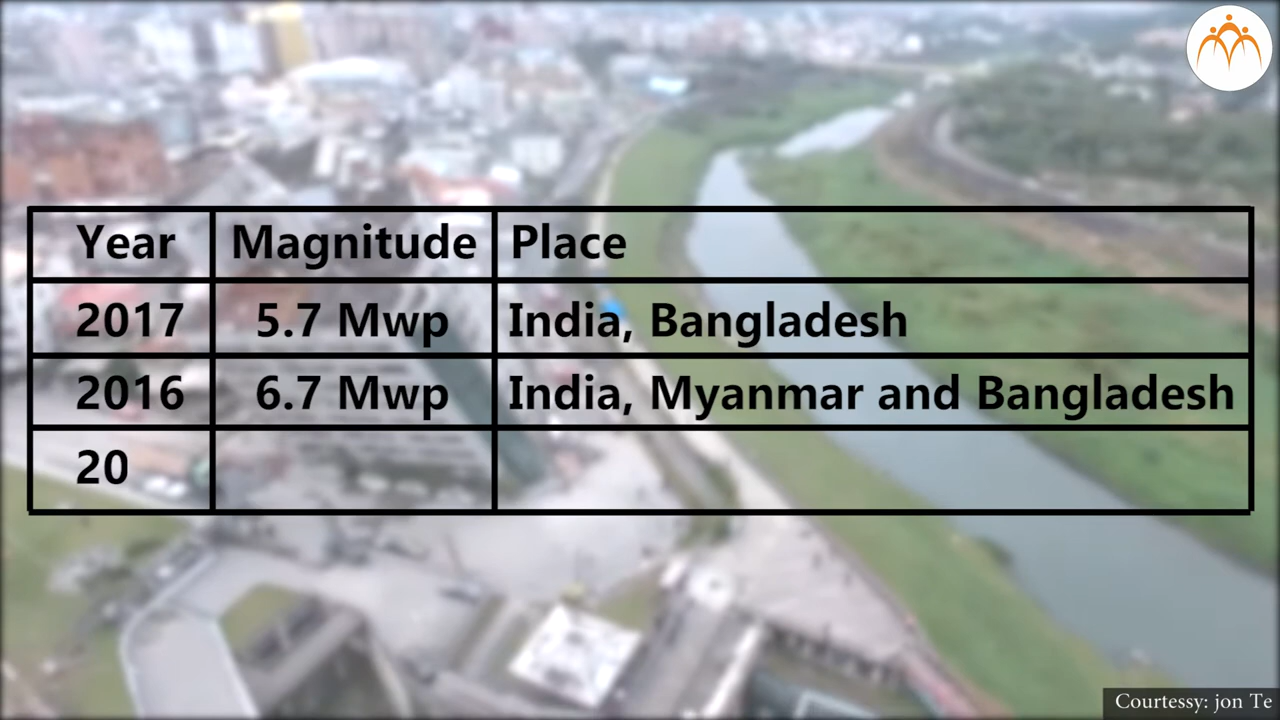 Year Magnitude Place
2017 5.7 Mwp India, Bangladesh
2016 6.7 Mwp India, Myanmar and Bangladesh
20
Courtessy: jon Te